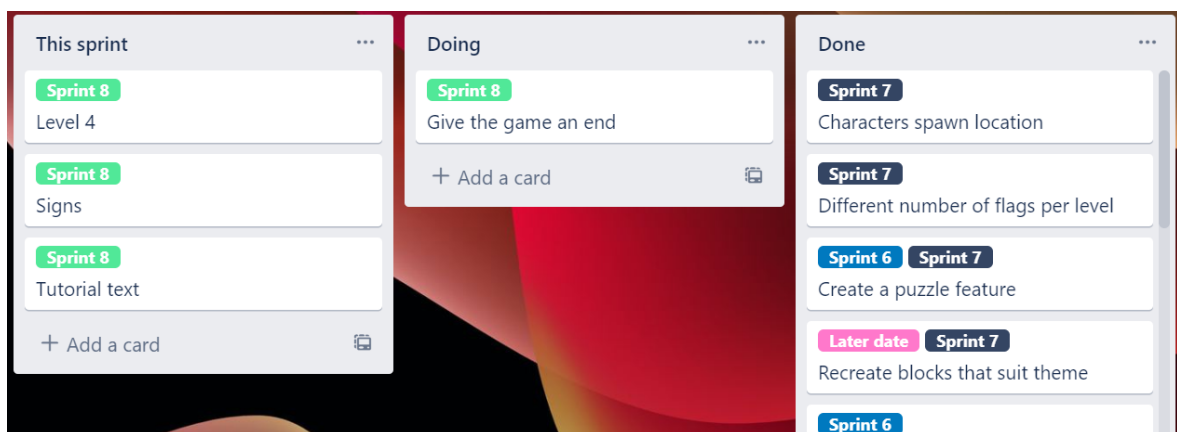 This sprint
Sprint 8
Level 4
Sprint 8
Signs
Sprint 8
Tutorial text
Add a card
Doing
Sprint 8
Give the game an end
Add a card
Done
Sprint 7
Characters spawn location
Sprint 7
Different number of flags per level
Sprint 6 Sprint 7
Create a puzzle feature
Later date Sprint 7
Recreate blocks that suit theme
Sprint 6